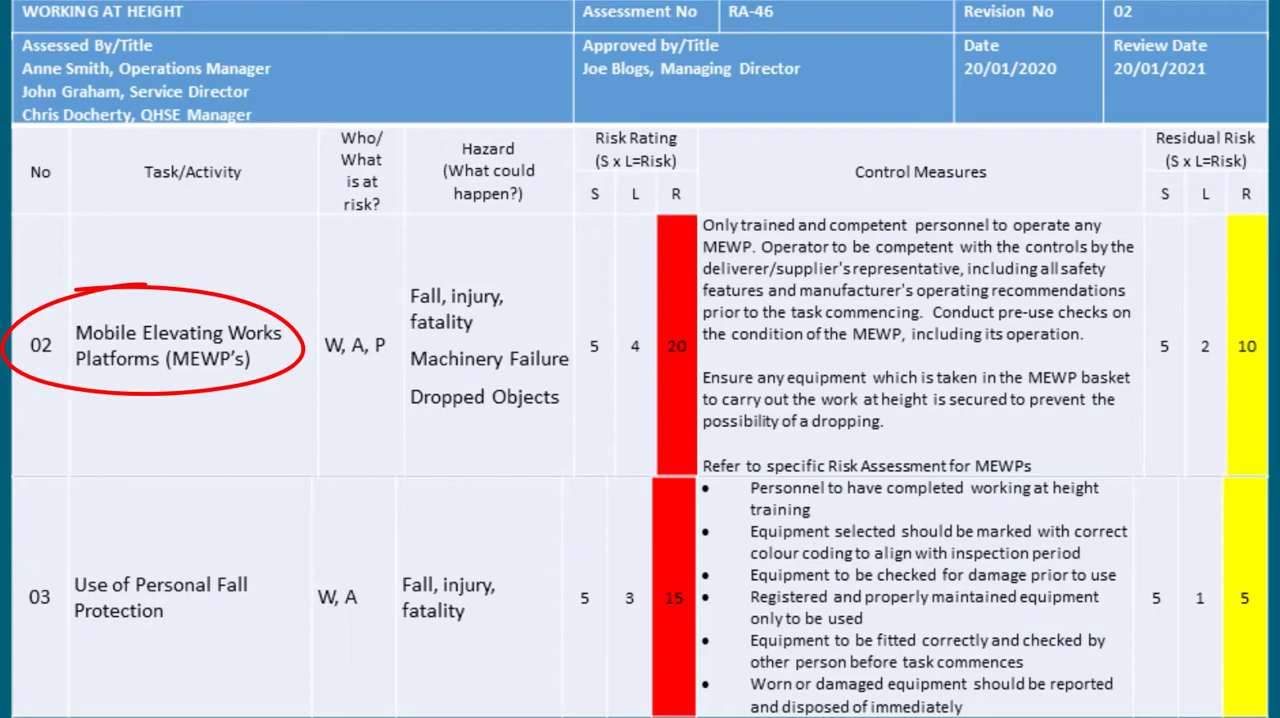 WORKING AT HEIGHT
Assessment No
RA-46
Revision No
02
Assessed By/Title
Anne Smith, Operations Manager
John Graham, Service Director
Chris Docherty, QHSE Manager
Approved by/Title
Joe Blogs, Managing Director
Date
20/01/2020
Review Date
20/01/2021
No
Task/Activity
Who/
What
is at
risk?
Hazard
(What could
happen?)
Risk Rating
(S x L=Risk)
S
L
R
Control Measures
Residual Risk
(S x L=Risk)
S
L
R
02
Mobile Elevating Works
Platforms (MEWP's)
W, A, P
Fall, injury,
fatality
Machinery Failure
Dropped Objects
5
4
20
Only trained and competent personnel to operate any
MEWP. Operator to be competent with the controls by the
deliverer/supplier's representative, including all safety
features and manufacturer's operating recommendations
prior to the task commencing. Conduct pre-use checks on
the condition of the MEWP, including its operation.
Ensure any equipment which is taken in the MEWP basket
to carry out the work at height is secured to prevent the
possibility of a dropping.
Refer to specific Risk Assessment for MEWPs
5
2
10
03
Use of Personal Fall
Protection
W, A
Fall, injury,
fatality
5
3
15
• Personnel to have completed working at height
training
• Equipment selected should be marked with correct
colour coding to align with inspection period
• Equipment to be checked for damage prior to use
• Registered and properly maintained equipment
only to be used
• Equipment to be fitted correctly and checked by
other person before task commences
• Worn or damaged equipment should be reported
and disposed of immediately
5
1
5